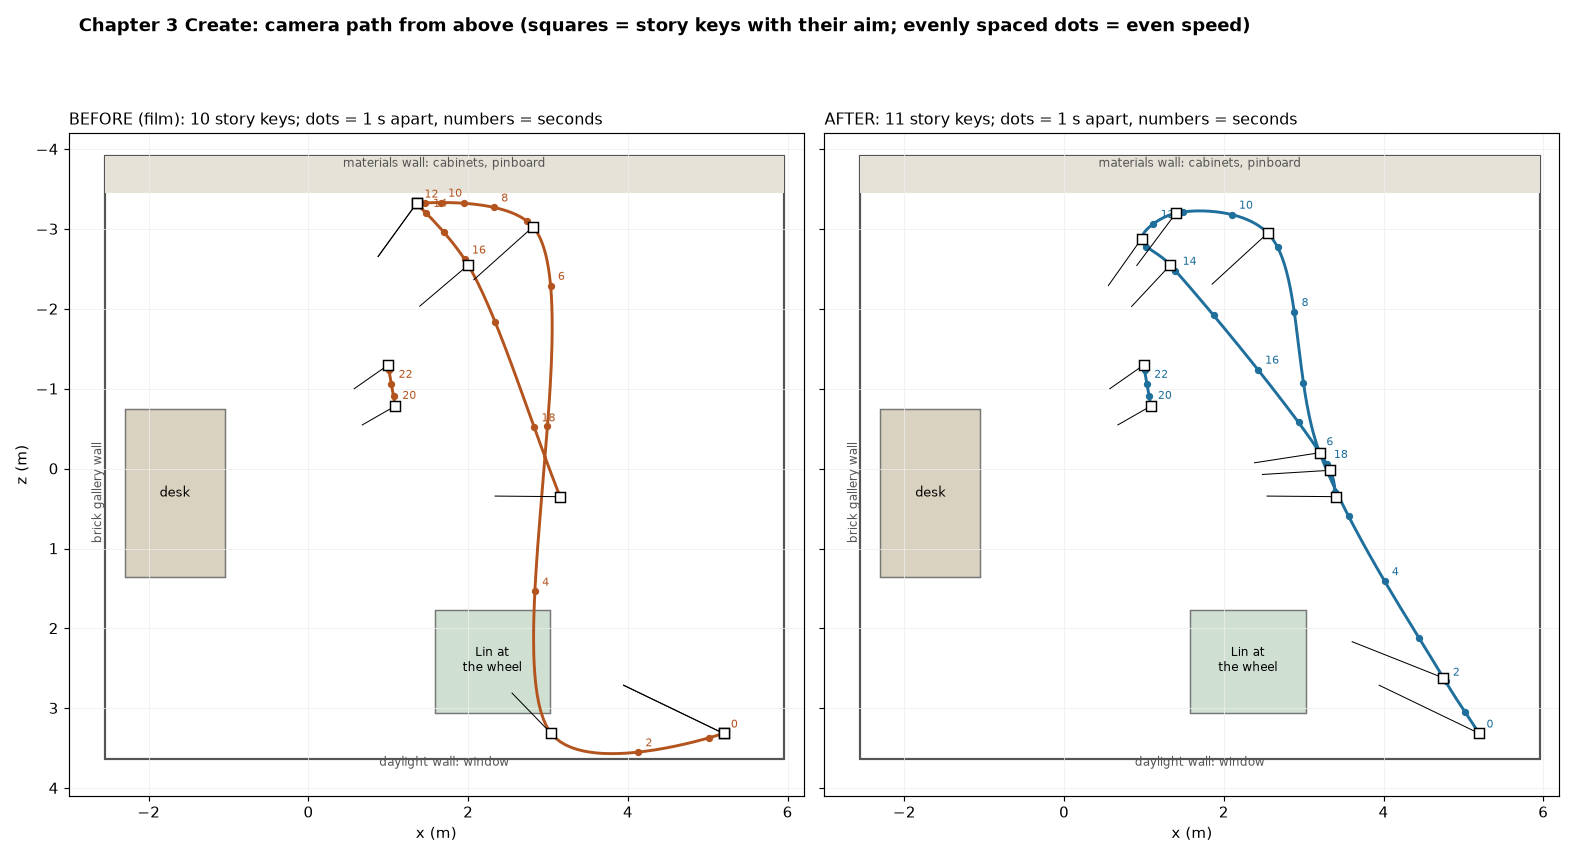 Chapter 3 Create: camera path from above (squares = story keys with their aim; evenly spaced dots = even speed)
BEFORE (film): 10 story keys; dots = 1 s apart, numbers = seconds
−4
−3
−2
−1
0
1
2
3
4
z (m)
−2
0
2
4
6
x (m)
materials wall: cabinets, pinboard
12
10
8
16
6
22
20
18
brick gallery wall
desk
4
Lin at
the wheel
2
0
daylight wall: window
AFTER: 11 story keys; dots = 1 s apart, numbers = seconds
materials wall: cabinets, pinboard
10
14
8
16
22
20
6
18
brick gallery wall
desk
4
Lin at
the wheel
2
0
daylight wall: window
−2
0
2
4
6
x (m)